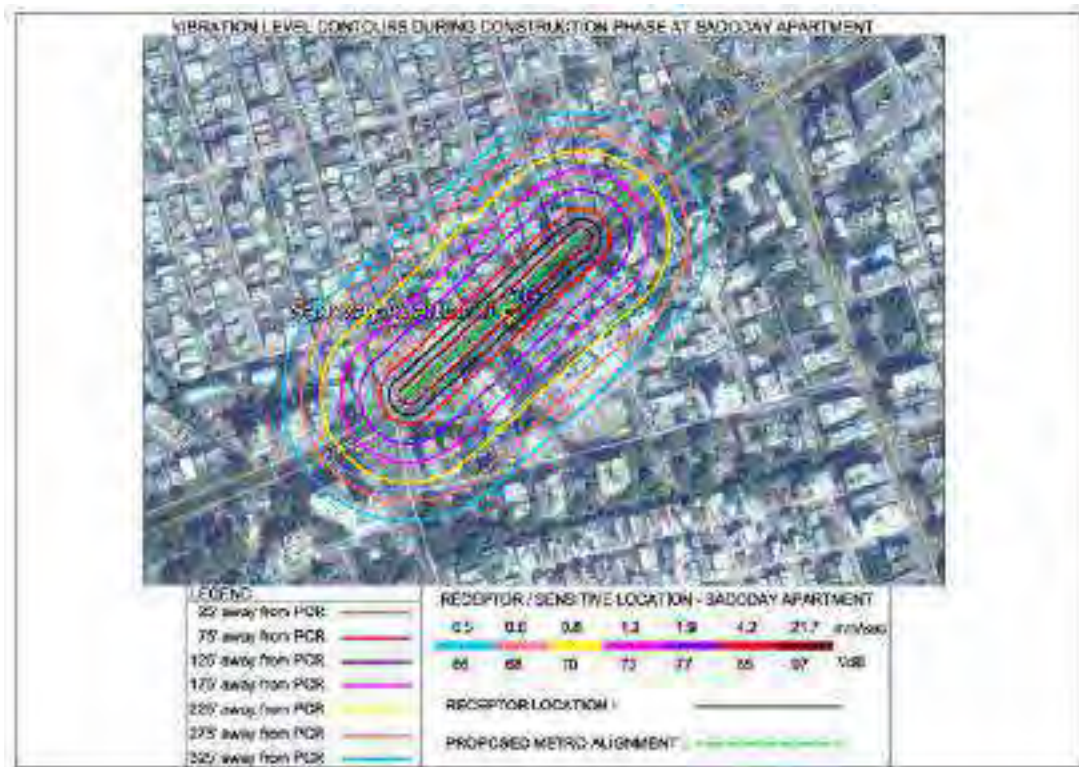 VIBRATION LEVEL CONTOURS DURING CONSTRUCTION PHASE AT SADODAY APARTMENT
LEGEND
25' away from PCR
75' away from PCR
125' away from PCR
175' away from PCR
225' away from PCR
275' away from PCR
325' away from PCR
RECEPTOR / SENSITIVE LOCATION - SADODAY APARTMENT
0.5 0.6 0.8 1.2 1.9 4.2 21.7 mm/sec
66 68 70 73 77 85 97 VdB
RECEPTOR LOCATION :
PROPOSED METRO ALIGNMENT :